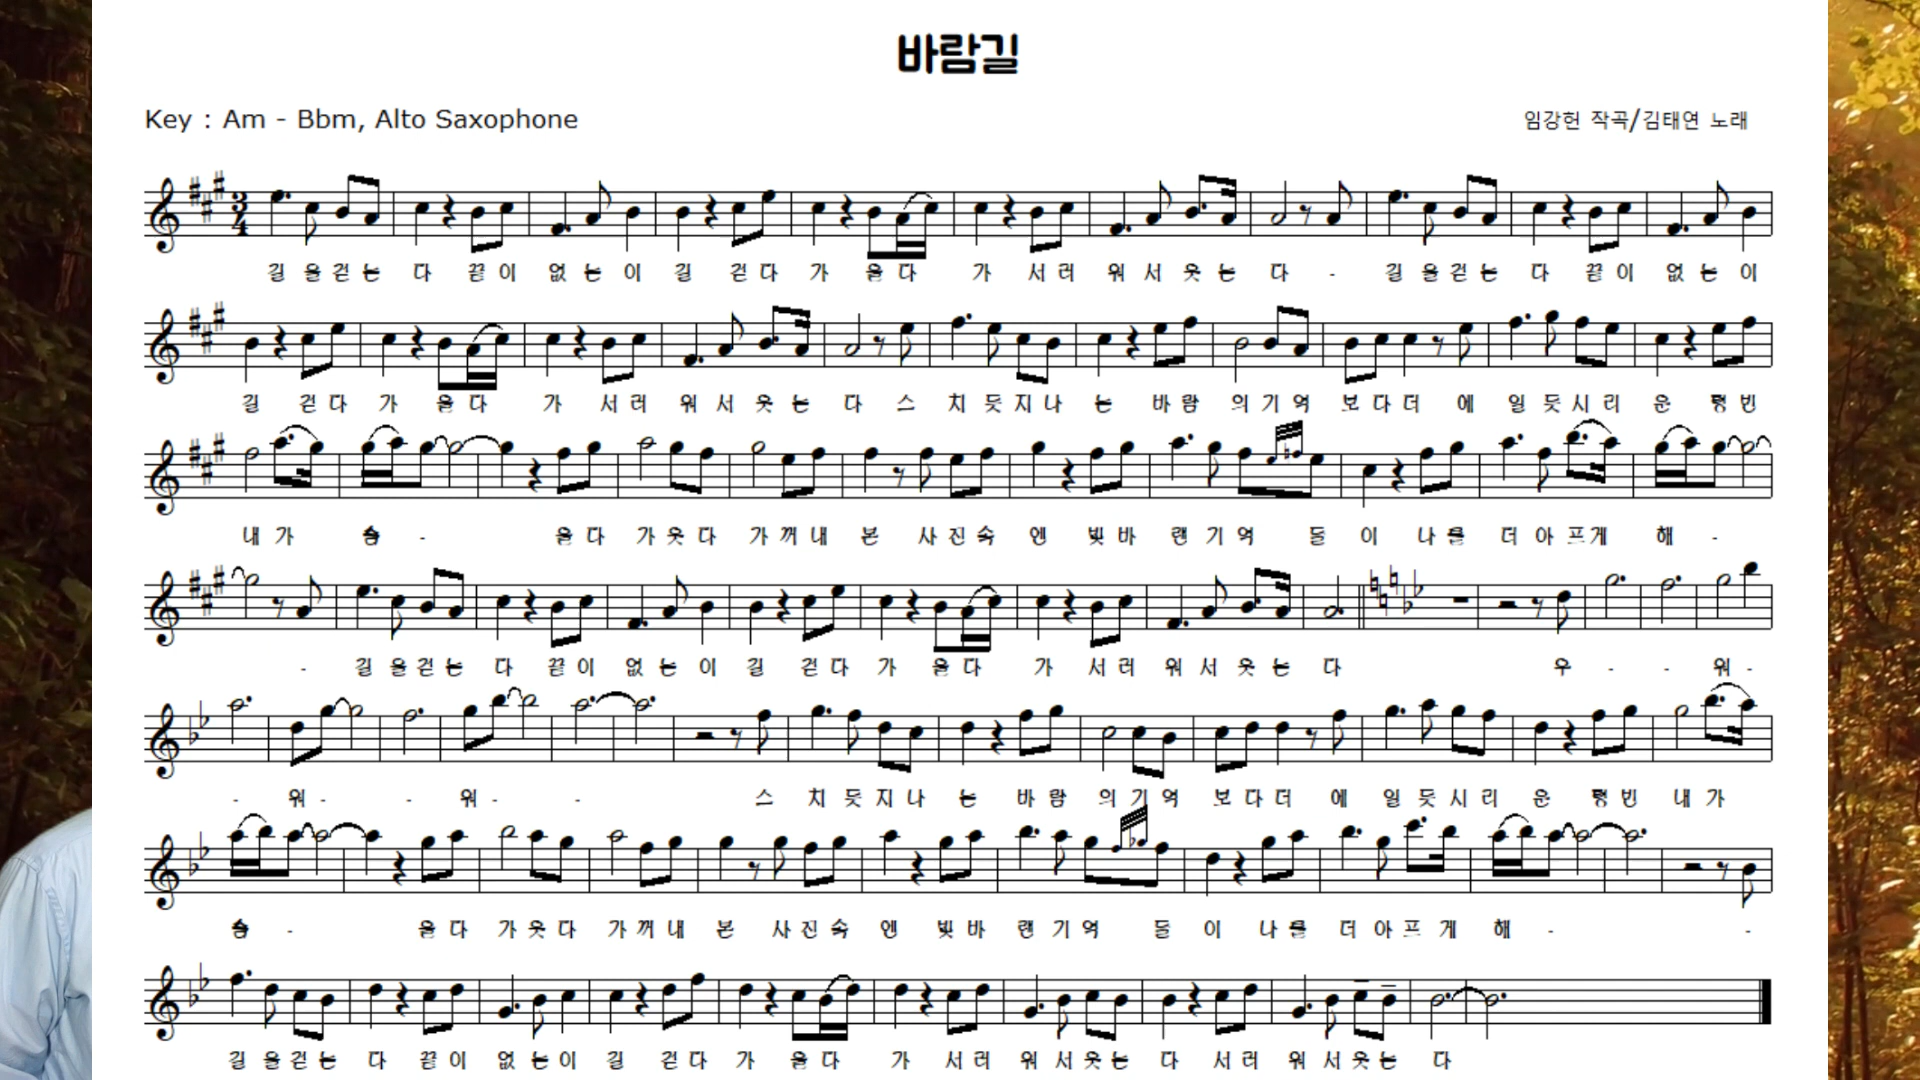 바람길
Key : Am - Bbm, Alto Saxophone
임강헌 작곡/김태연 노래
3
4
길 을걷는 다 끝이 없는이 길 걷다 가 올다 가 서러 워서웃는 다 - 길 을걷는 다 끝이 없는이
길 걷다 가 올다 가 서러 워서웃는 다 스 치듯지나 는 바람 의기억 보다더 에 일듯시리 운 텅빈
내가 슴 - 울다 가웃다 가꺼내 본 사진속 엔 빛바 랜기억 들 이 나를 더아프게 해 -
- 길 을걷는 다 끝이 없는이 길 걷다 가 올다 가 서러 워서웃는 다 우 - - 워 -
- 워 - - 워 - - 스 치듯지나 는 바람 의기억 보다더 에 일듯시리 운 텅빈 내가
슴 - 울다 가웃다 가꺼내 본 사진속 엔 빛바 랜기억 들 이 나를 더아프게 해 - -
길 을걷는 다 끝이 없는이 길 걷다 가 올다 가 서러 워서웃는 다 서러 워서웃는 다